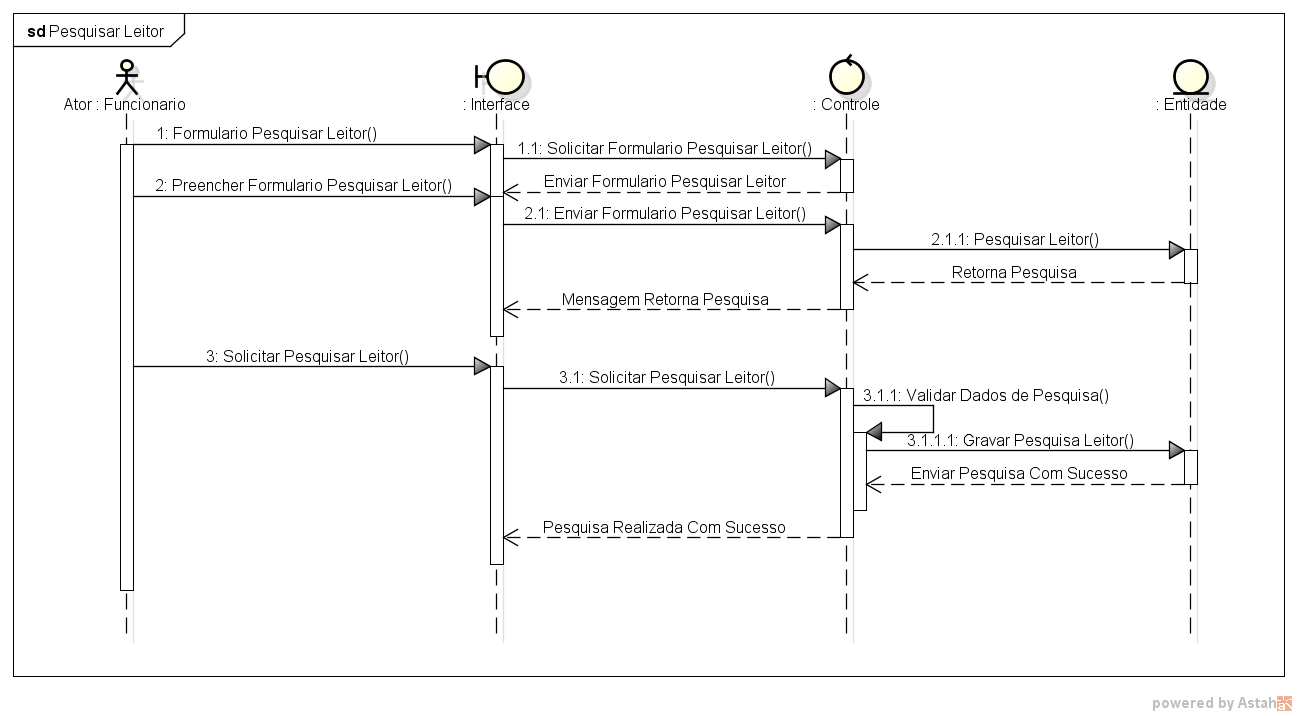 sd Pesquisar Leitor
Ator : Funcionario
: Interface
: Controle
: Entidade
1: Formulario Pesquisar Leitor()
1.1: Solicitar Formulario Pesquisar Leitor()
Enviar Formulario Pesquisar Leitor
2: Preencher Formulario Pesquisar Leitor()
2.1: Enviar Formulario Pesquisar Leitor()
2.1.1: Pesquisar Leitor()
Retorna Pesquisa
Mensagem Retorna Pesquisa
3: Solicitar Pesquisar Leitor()
3.1: Solicitar Pesquisar Leitor()
3.1.1: Validar Dados de Pesquisa()
3.1.1.1: Gravar Pesquisa Leitor()
Enviar Pesquisa Com Sucesso
Pesquisa Realizada Com Sucesso
powered by Astah